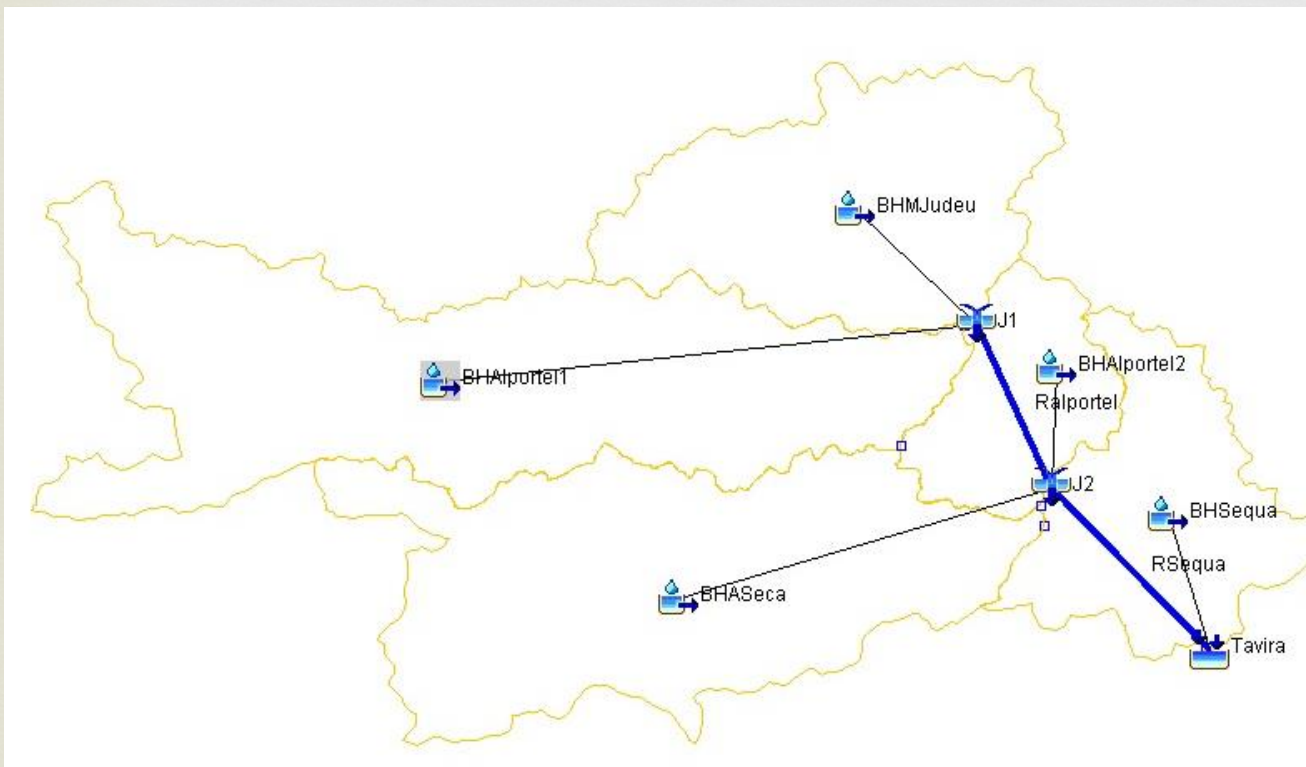 BHMJudeu
J1
BHAlportel1
BHAlportel2
Ralportel
J2
BHSequa
RSequa
BHASeca
Tavira